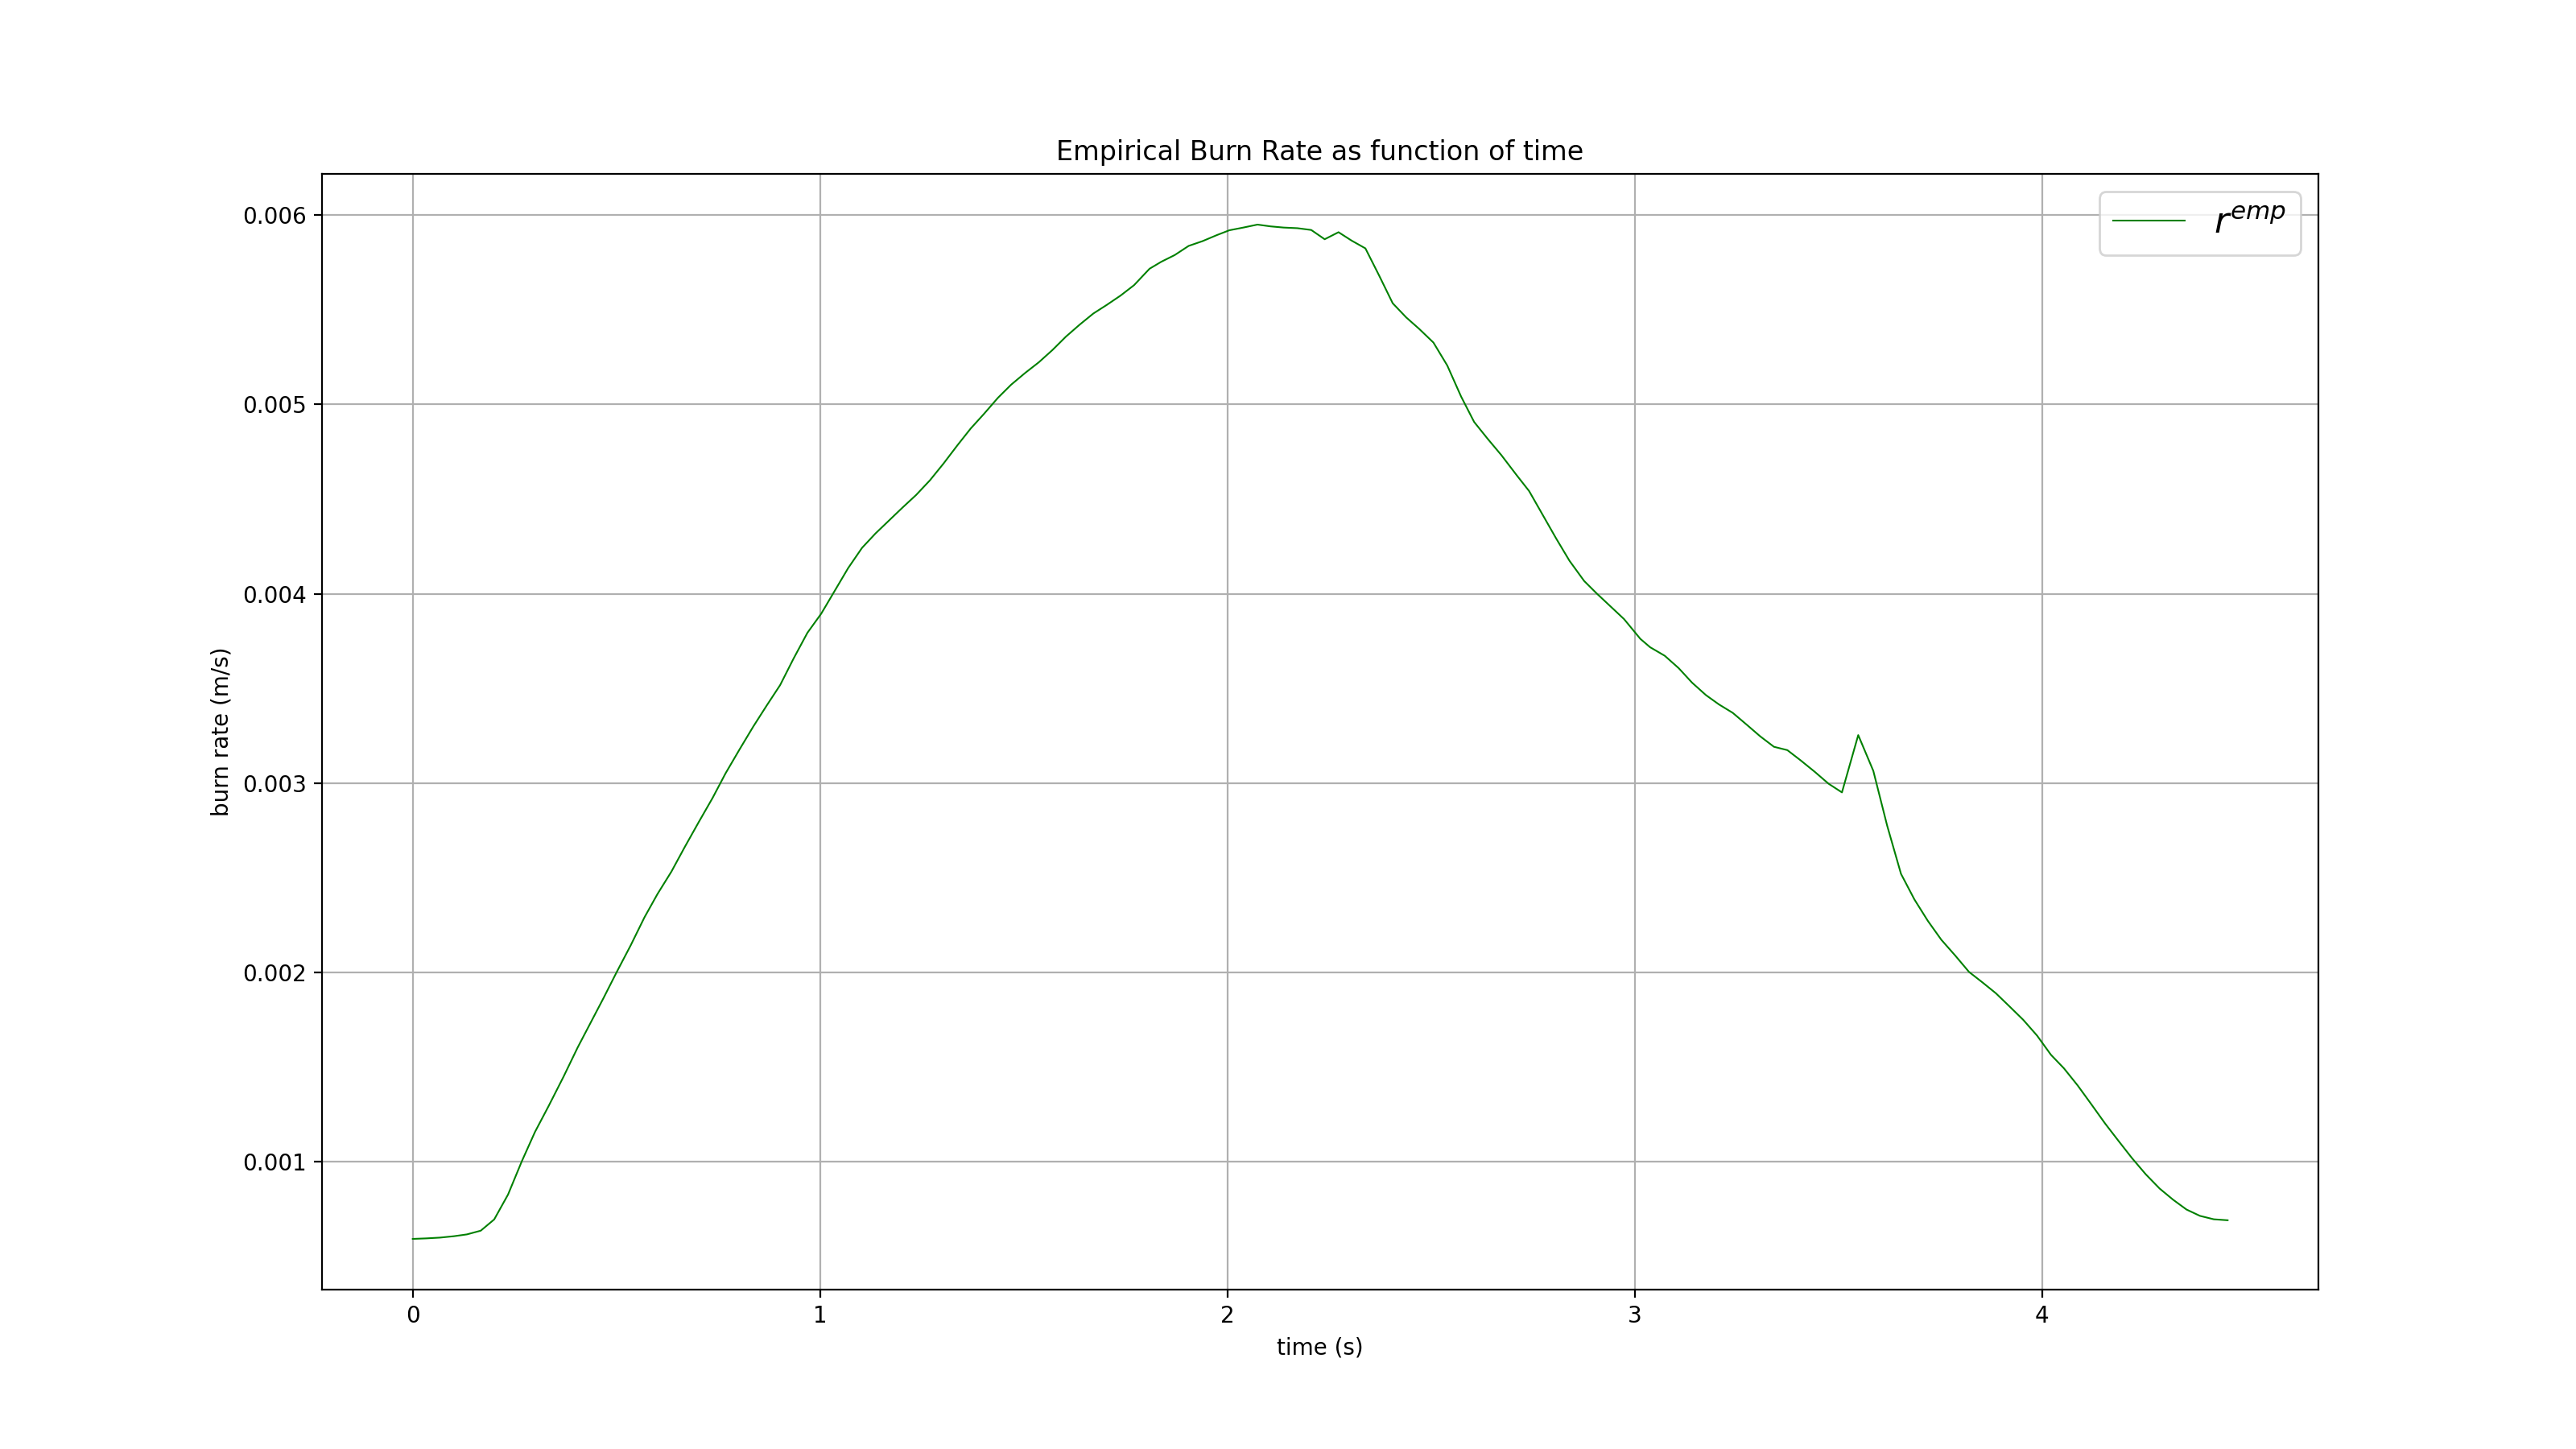 Empirical Burn Rate as function of time
r^emp
0.006
0.005
0.004
0.003
0.002
0.001
burn rate (m/s)
0 1 2 3 4
time (s)